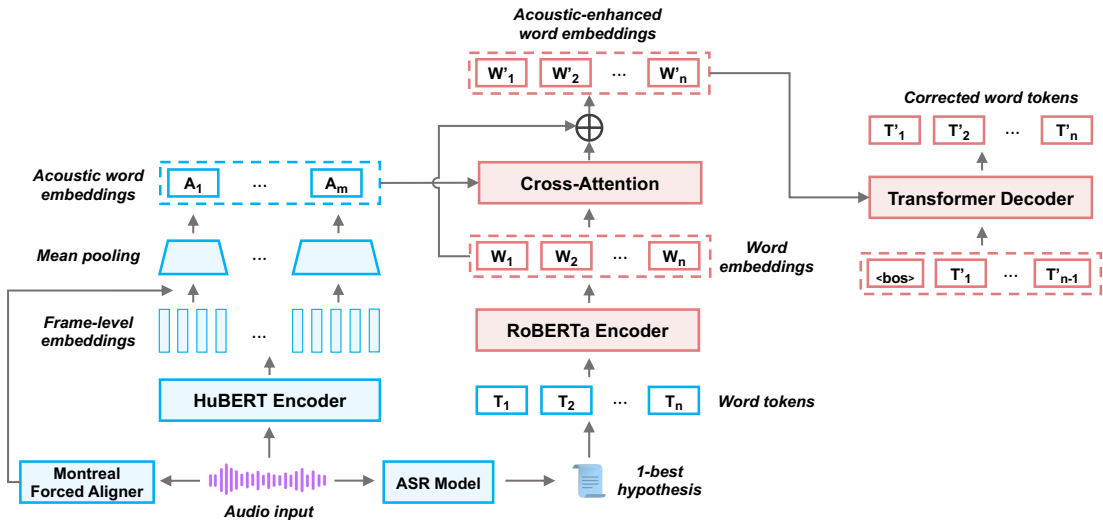 Acoustic-enhanced
word embeddings
W'1 W'2 ... W'n
Corrected word tokens
T'1 T'2 ... T'n
Acoustic word
embeddings
A1 ... Am
Cross-Attention
Transformer Decoder
Mean pooling
...
W1 W2 ... Wn
Word
embeddings
<bos> T'1 ... T'n-1
Frame-level
embeddings
...
RoBERTa Encoder
HuBERT Encoder
T1 T2 ... Tn
Word tokens
Montreal
Forced Aligner
ASR Model
1-best
hypothesis
Audio input